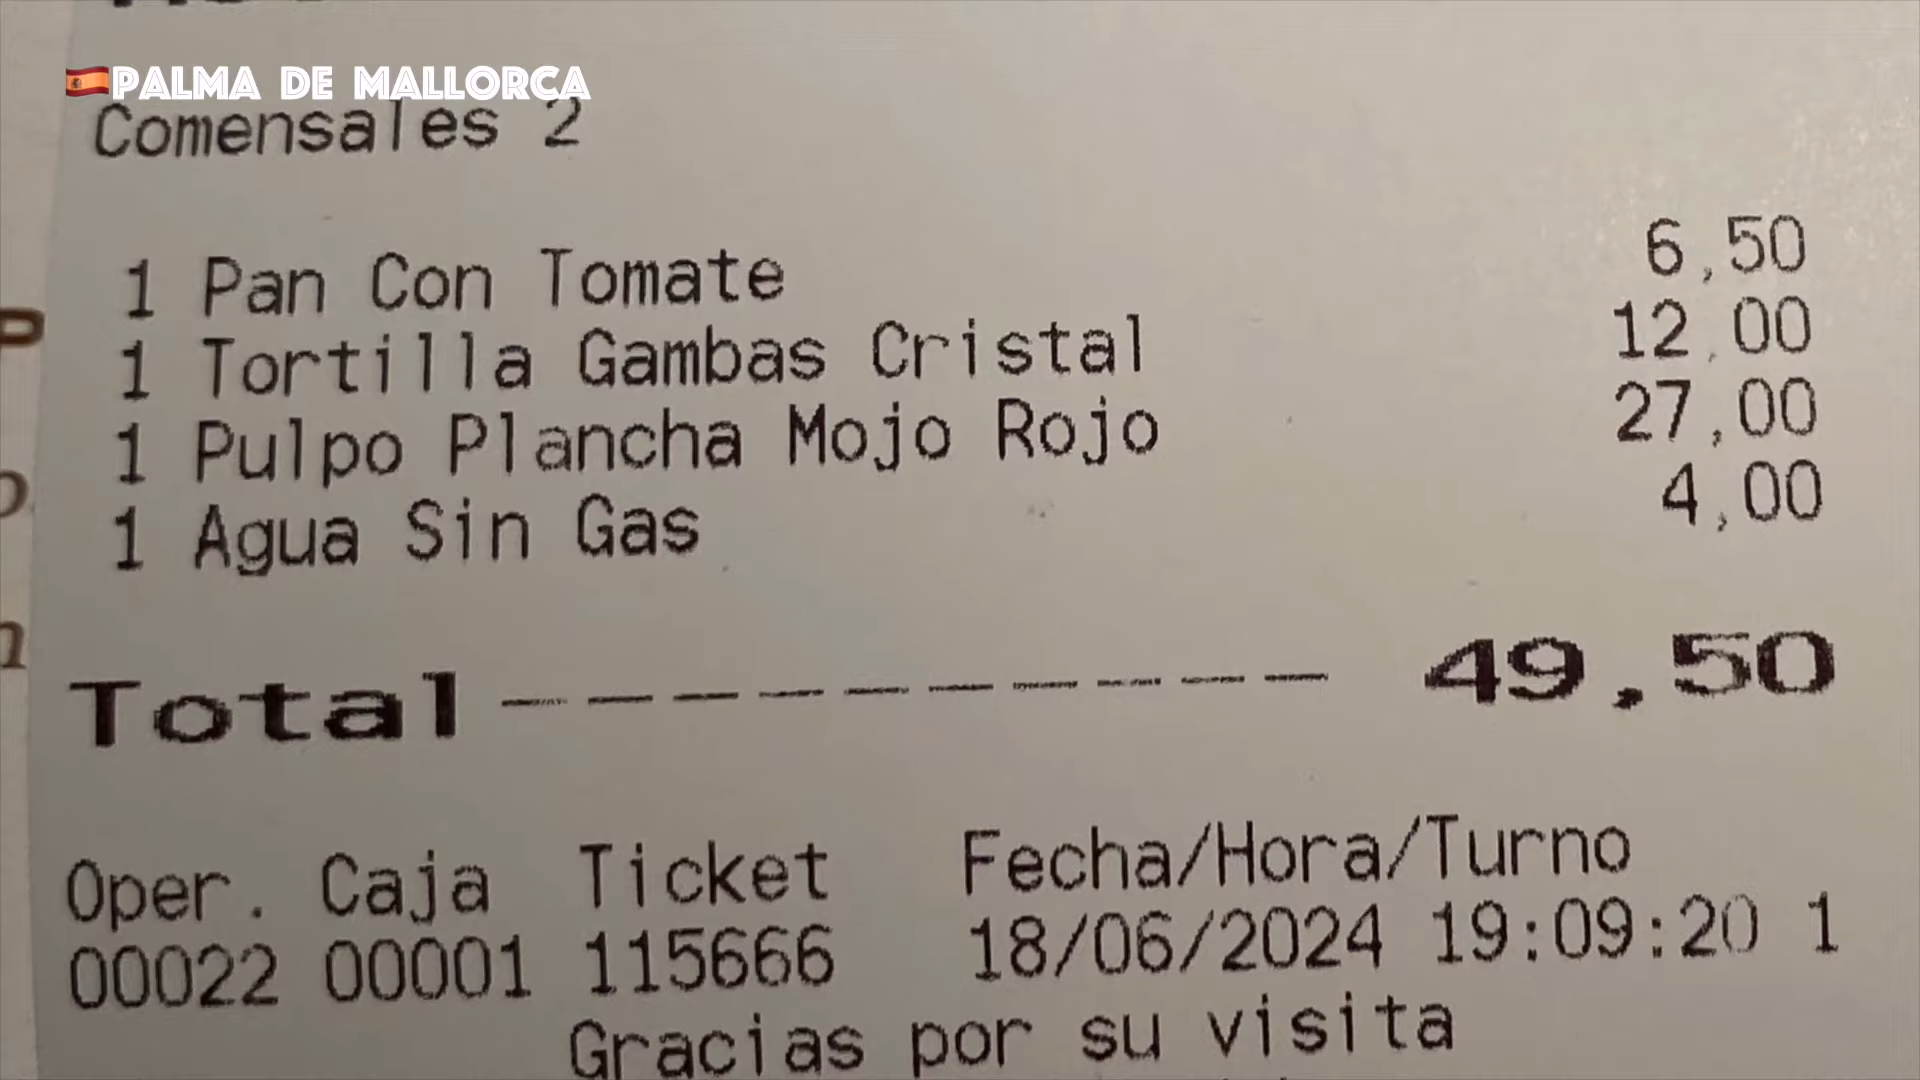 🇪🇸PALMA DE MALLORCA
Comensales 2
1 Pan Con Tomate 6,50
1 Tortilla Gambas Cristal 12,00
1 Pulpo Plancha Mojo Rojo 27,00
1 Agua Sin Gas 4,00
Total---------- 49,50
Oper. Caja Ticket Fecha/Hora/Turno
00022 00001 115666 18/06/2024 19:09:20 1
Gracias por su visita